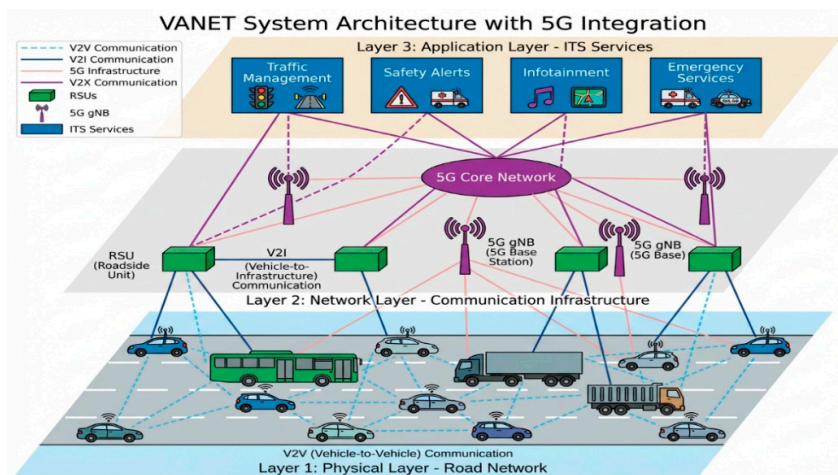 VANET System Architecture with 5G Integration
V2V Communication
V2I Communication
5G Infrastructure
V2X Communication
RSUs
5G gNB
ITS Services
Layer 3: Application Layer - ITS Services
Traffic
Management
Safety Alerts
Infotainment
Emergency
Services
5G Core Network
RSU
(Roadside
Unit)
V2I
(Vehicle-to-
Infrastructure)
Communication
5G gNB
(5G Base
Station)
5G gNB
(5G Base)
Layer 2: Network Layer - Communication Infrastructure
V2V (Vehicle-to-Vehicle) Communication
Layer 1: Physical Layer - Road Network